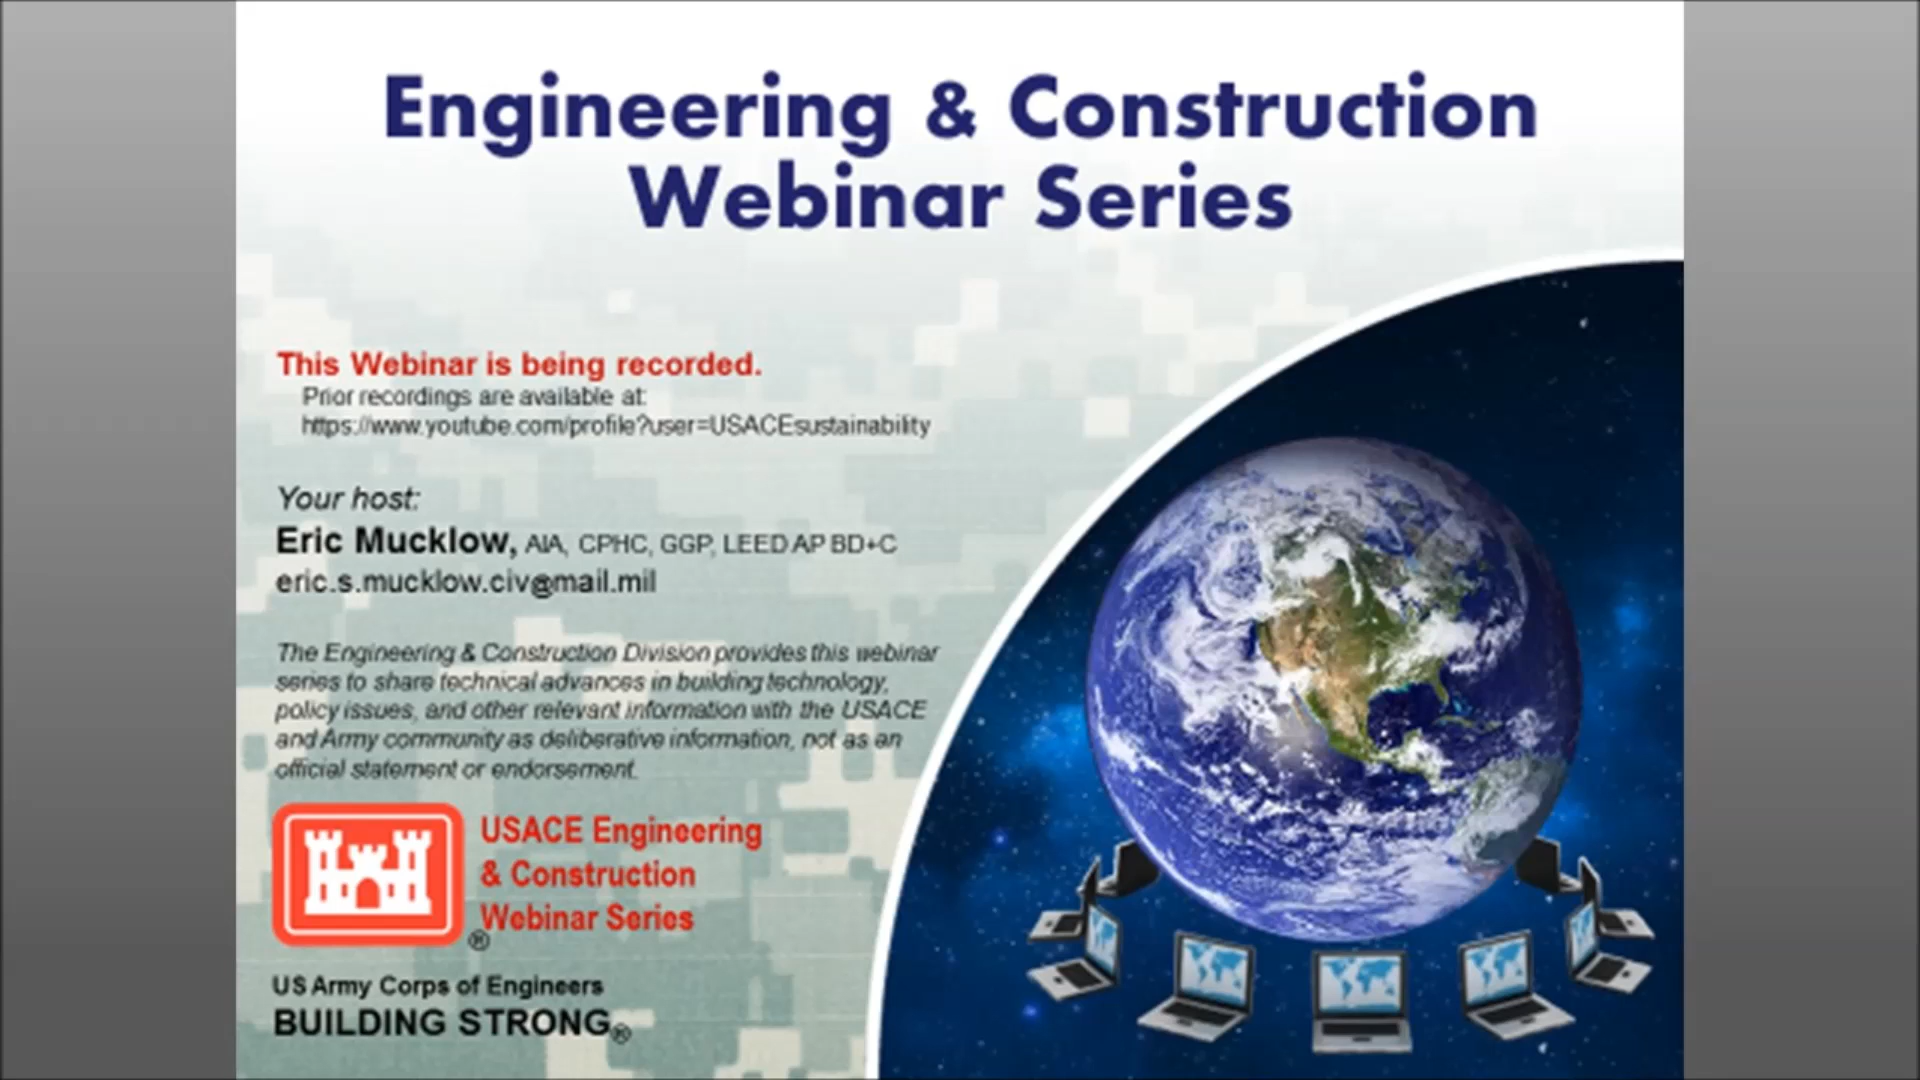 Engineering & Construction
Webinar Series
This Webinar is being recorded.
Prior recordings are available at:
https://www.youtube.com/profile?user=USACEsustainability
Your host:
Eric Mucklow, AIA, CPHC, GGP, LEED AP BD+C
eric.s.mucklow.civ@mail.mil
The Engineering & Construction Division provides this webinar
series to share technical advances in building technology,
policy issues, and other relevant information with the USACE
and Army community as deliberative information, not as an
official statement or endorsement.
USACE Engineering
& Construction
Webinar Series
®
US Army Corps of Engineers
BUILDING STRONG®